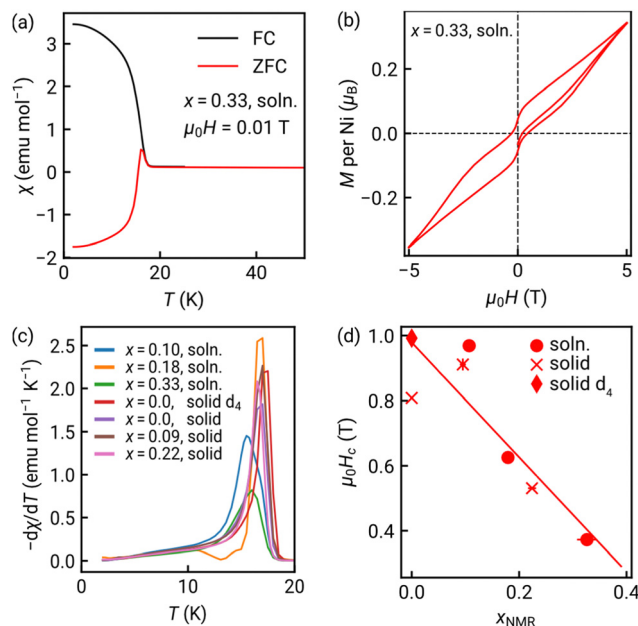 (a)
FC
ZFC
x = 0.33, soln.
μ₀H = 0.01 T
χ (emu mol⁻¹)
3
2
1
0
−1
−2
0
20
40
T (K)
(b)
x = 0.33, soln.
M per Ni (μ_B)
0.2
0.0
−0.2
−5
0
5
μ₀H (T)
(c)
x = 0.10, soln.
x = 0.18, soln.
x = 0.33, soln.
x = 0.0, solid d₄
x = 0.0, solid
x = 0.09, solid
x = 0.22, solid
−dχ/dT (emu mol⁻¹ K⁻¹)
2.5
2.0
1.5
1.0
0.5
0.0
0
10
20
T (K)
(d)
soln.
solid
solid d₄
μ₀H_c (T)
1.0
0.8
0.6
0.4
0.0
0.2
0.4
x_NMR